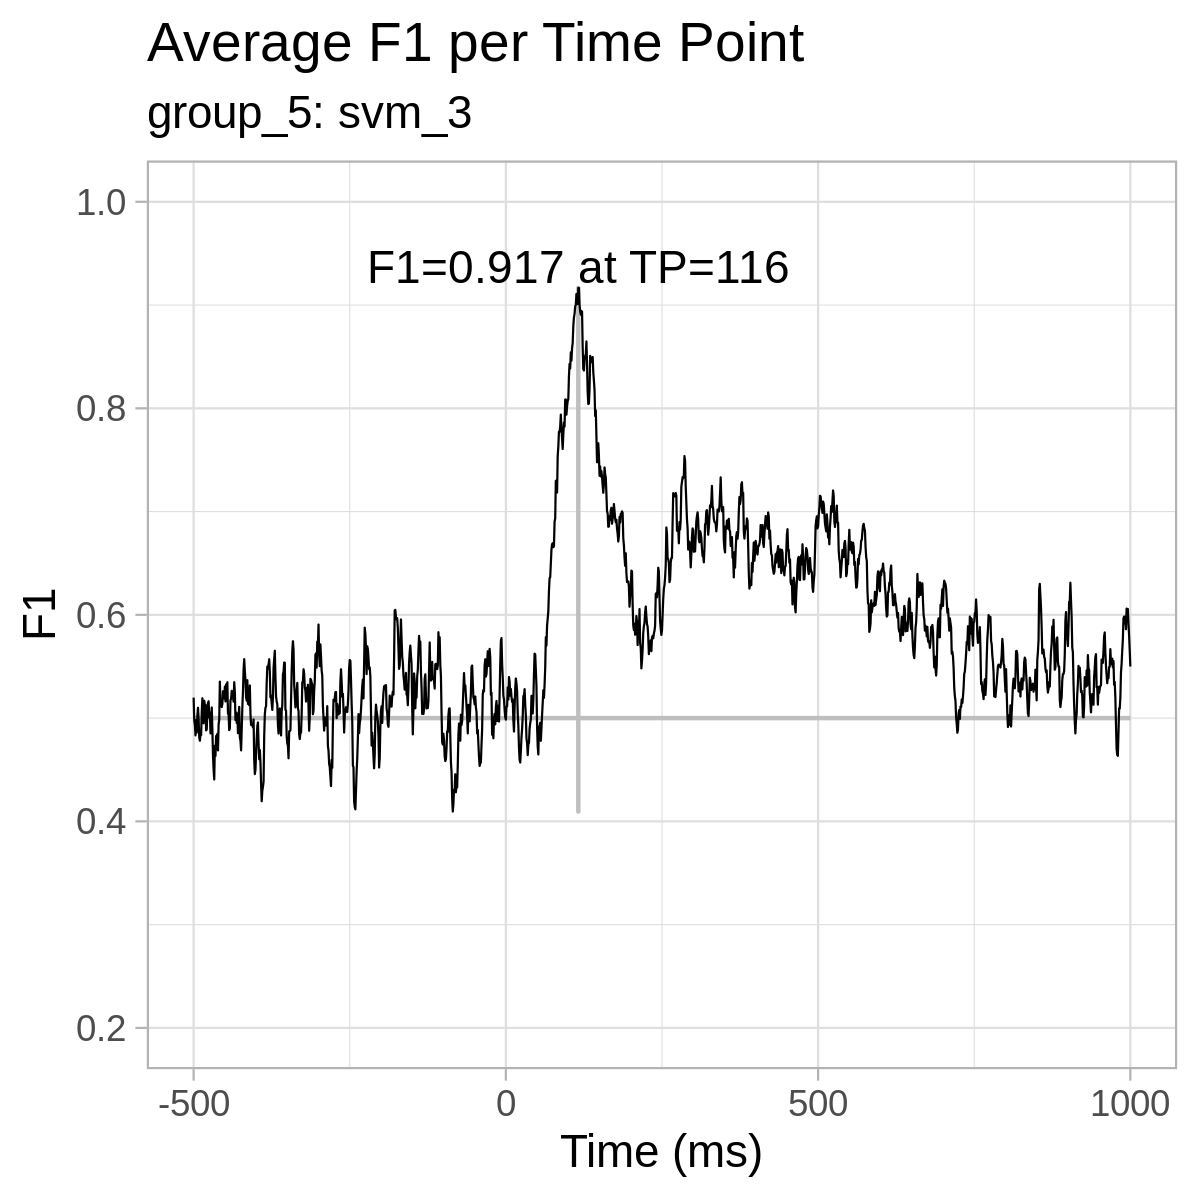 Average F1 per Time Point
group_5: svm_3
F1=0.917 at TP=116
F1
1.0
0.8
0.6
0.4
0.2
-500
0
500
1000
Time (ms)